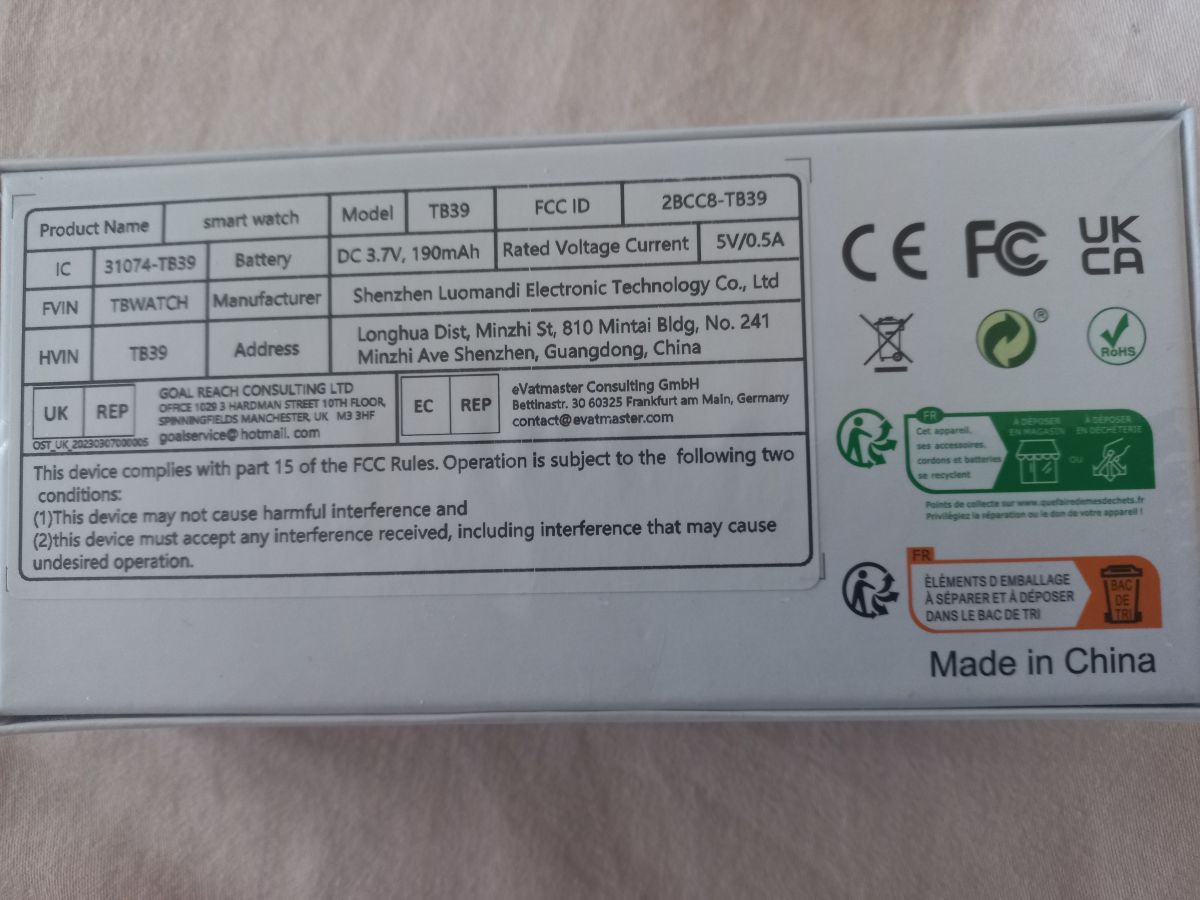 Product Name smart watch Model TB39 FCC ID 2BCC8-TB39
IC 31074-TB39 Battery DC 3.7V, 190mAh Rated Voltage Current 5V/0.5A
FVIN TBWATCH Manufacturer Shenzhen Luomandi Electronic Technology Co., Ltd
HVIN TB39 Address Longhua Dist, Minzhi St, 810 Mintai Bldg, No. 241
Minzhi Ave Shenzhen, Guangdong, China
UK REP
OST_UK_20230307000005
GOAL REACH CONSULTING LTD
OFFICE 1029 3 HARDMAN STREET 10TH FLOOR,
SPINNINGFIELDS MANCHESTER, UK M3 3HF
goalservice@hotmail. com
EC REP
eVatmaster Consulting GmbH
Bettinastr. 30 60325 Frankfurt am Main, Germany
contact@evatmaster.com
This device complies with part 15 of the FCC Rules. Operation is subject to the following two
conditions:
(1)This device may not cause harmful interference and
(2)this device must accept any interference received, including interference that may cause
undesired operation.
CE FC UK
CA
®
RoHS
FR
Cet appareil,
ses accessoires,
cordons et batteries
se recyclent
À DÉPOSER
EN MAGASIN
OU
À DÉPOSER
EN DÉCHÈTERIE
Points de collecte sur www.quefairedemesdechets.fr
Privilégiez la réparation ou le don de votre appareil !
FR
ÈLÉMENTS D EMBALLAGE
À SÉPARER ET À DÉPOSER
DANS LE BAC DE TRI
BAC
DE
TRI
Made in China